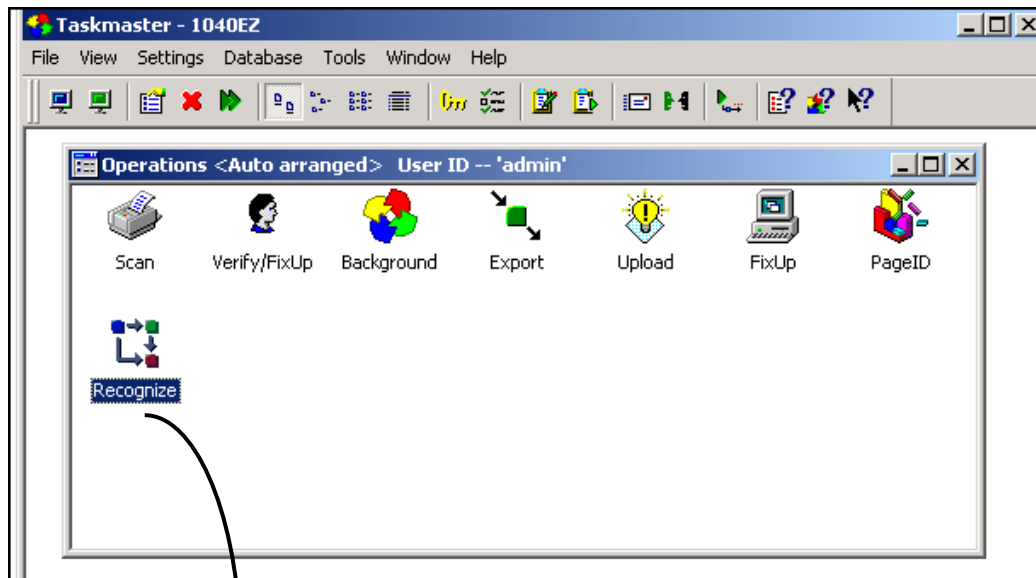 Taskmaster - 1040EZ
File View Settings Database Tools Window Help
Operations <Auto arranged> User ID -- 'admin'
Scan Verify/FixUp Background Export Upload FixUp PageID
Recognize